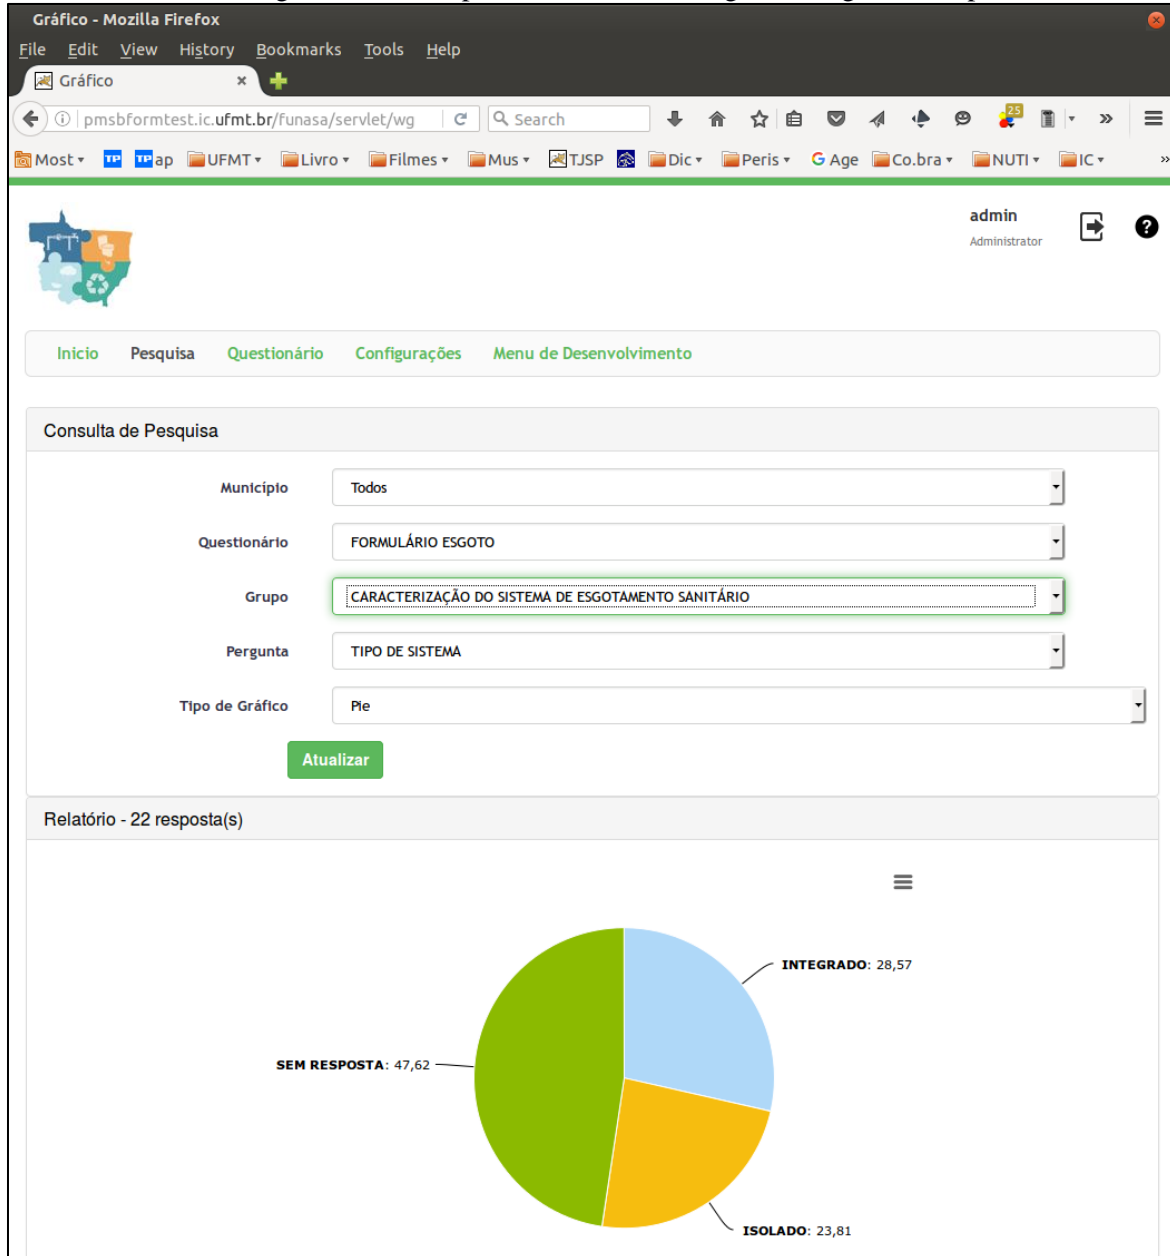 Gráfico - Mozilla Firefox
File Edit View History Bookmarks Tools Help
Gráfico
pmsbformtest.ic.ufmt.br/funasa/servlet/wg Search 25
Most TP TP ap UFMT Livro Filmes Mus TJSP Dic Peris G Age Co.bra NUTI IC
admin
Administrator
Inicio Pesquisa Questionário Configurações Menu de Desenvolvimento
Consulta de Pesquisa
Município Todos
Questionário FORMULÁRIO ESGOTO
Grupo CARACTERIZAÇÃO DO SISTEMA DE ESGOTAMENTO SANITÁRIO
Pergunta TIPO DE SISTEMA
Tipo de Gráfico Pie
Atualizar
Relatório - 22 resposta(s)
INTEGRADO: 28,57
SEM RESPOSTA: 47,62
ISOLADO: 23,81